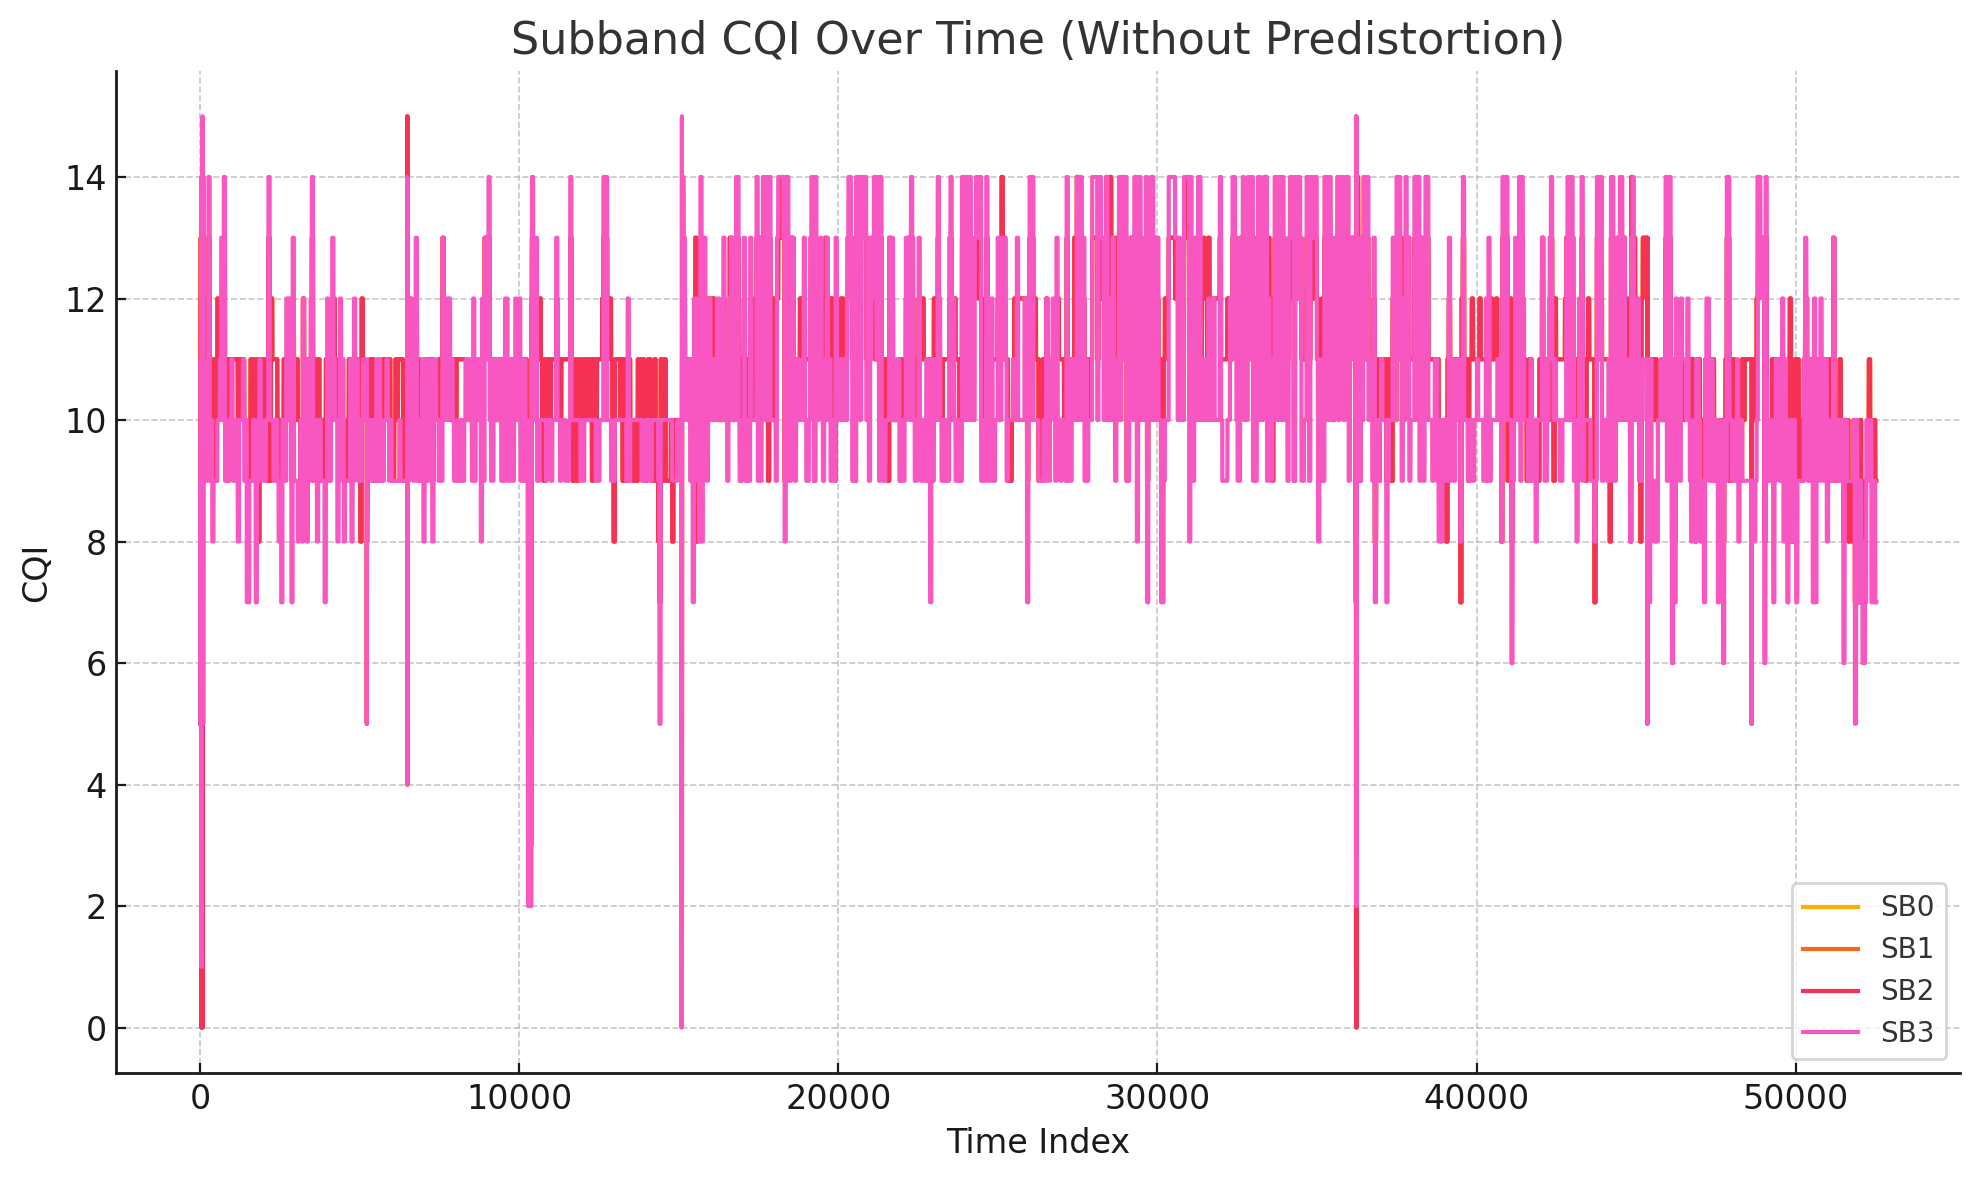 Subband CQI Over Time (Without Predistortion)
CQI
14
12
10
8
6
4
2
0
0 10000 20000 30000 40000 50000
Time Index
SB0
SB1
SB2
SB3